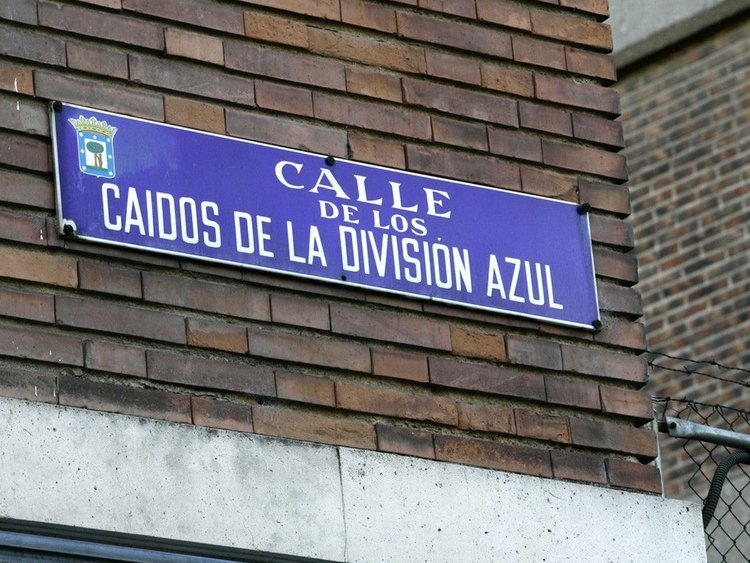 CALLE
DE LOS
CAIDOS DE LA DIVISIÓN AZUL